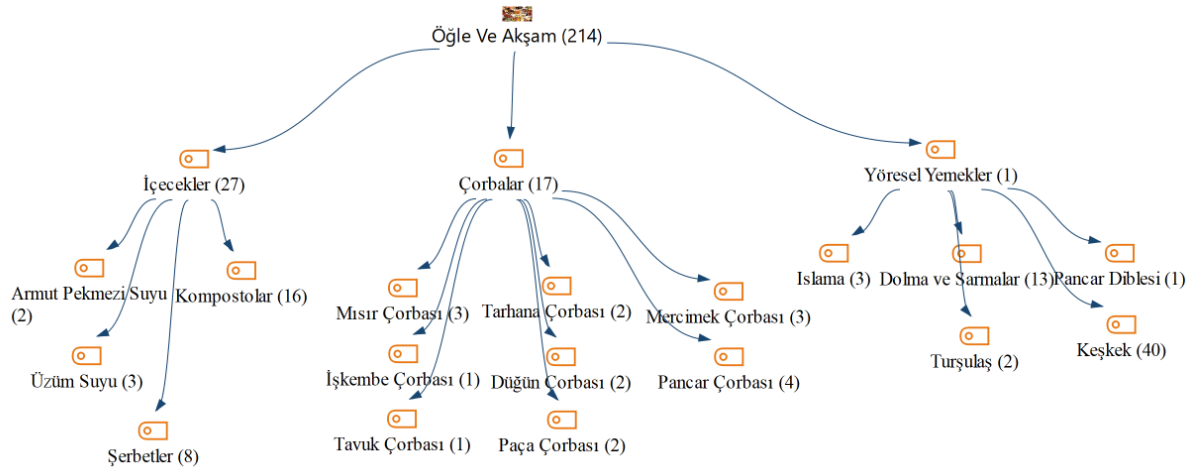 Öğle Ve Akşam (214)
İçecekler (27)
Çorbalar (17)
Yöresel Yemekler (1)
Armut Pekmezi Suyu
(2)
Kompostolar (16)
Üzüm Suyu (3)
Şerbetler (8)
Mısır Çorbası (3)
Tarhana Çorbası (2)
Mercimek Çorbası (3)
İşkembe Çorbası (1)
Düğün Çorbası (2)
Pancar Çorbası (4)
Tavuk Çorbası (1)
Paça Çorbası (2)
Islama (3)
Dolma ve Sarmalar (13)
Pancar Diblesi (1)
Turşulaş (2)
Keşkek (40)